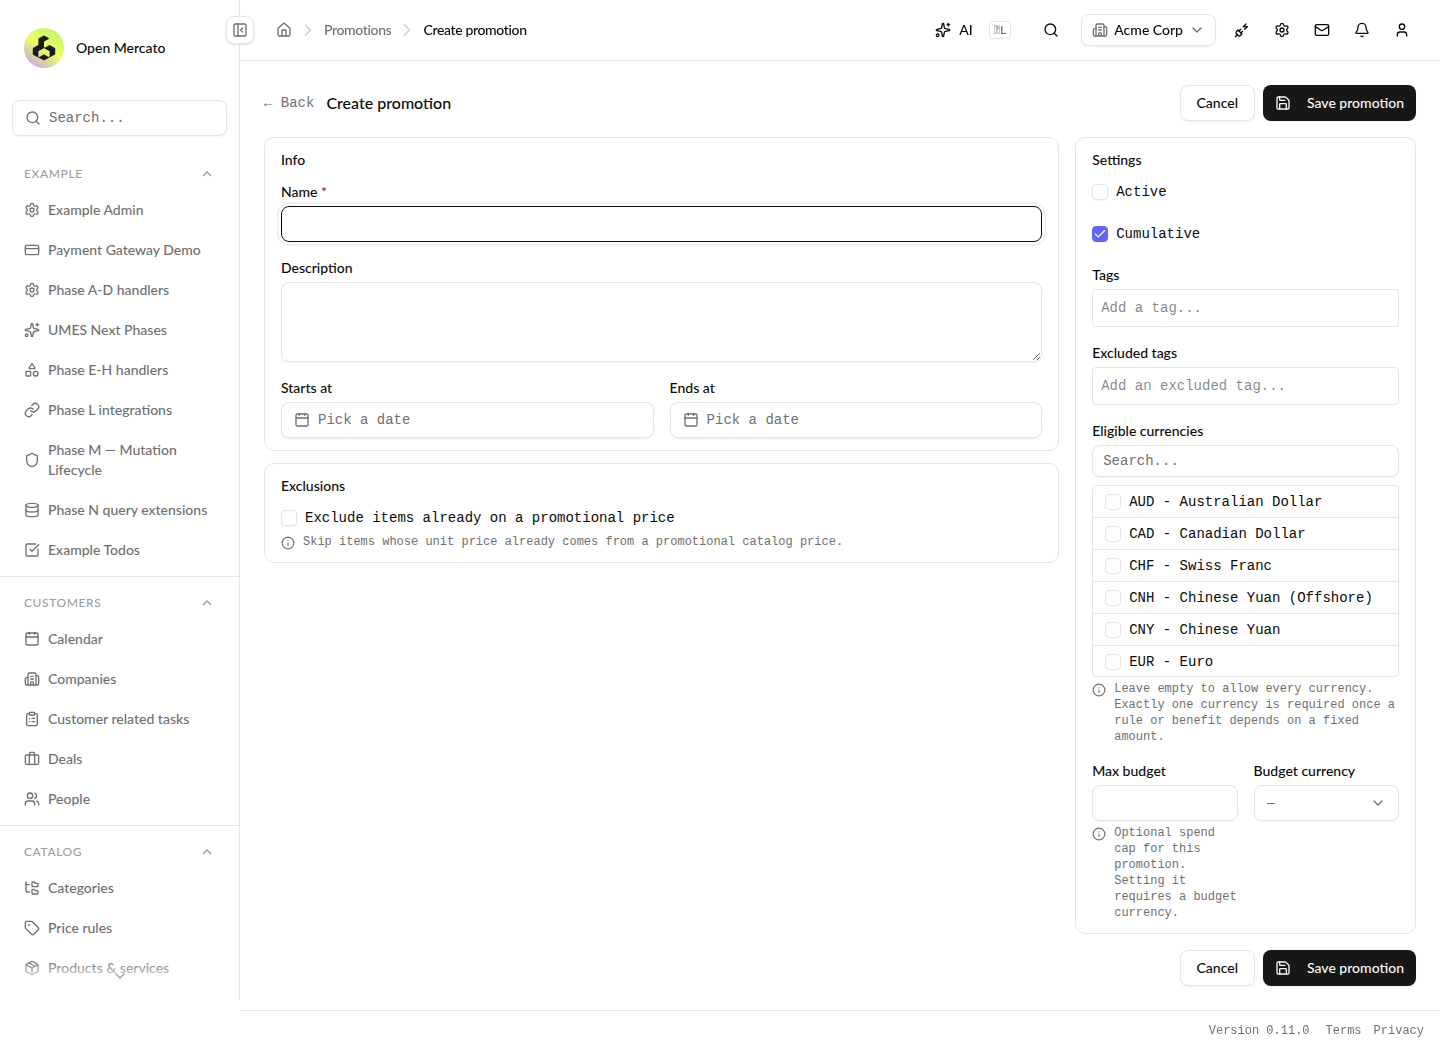 Open Mercato
Promotions
Create promotion
AI
L
Acme Corp
← Back
Create promotion
Cancel
Save promotion
Search...
EXAMPLE
Example Admin
Payment Gateway Demo
Phase A-D handlers
UMES Next Phases
Phase E-H handlers
Phase L integrations
Phase M — Mutation
Lifecycle
Phase N query extensions
Example Todos
CUSTOMERS
Calendar
Companies
Customer related tasks
Deals
People
CATALOG
Categories
Price rules
Products & services
Info
Name *
Description
Starts at
Ends at
Pick a date
Pick a date
Exclusions
Exclude items already on a promotional price
Skip items whose unit price already comes from a promotional catalog price.
Settings
Active
Cumulative
Tags
Add a tag...
Excluded tags
Add an excluded tag...
Eligible currencies
Search...
AUD - Australian Dollar
CAD - Canadian Dollar
CHF - Swiss Franc
CNH - Chinese Yuan (Offshore)
CNY - Chinese Yuan
EUR - Euro
Leave empty to allow every currency.
Exactly one currency is required once a
rule or benefit depends on a fixed
amount.
Max budget
Budget currency
—
Optional spend
cap for this
promotion.
Setting it
requires a budget
currency.
Cancel
Save promotion
Version 0.11.0
Terms
Privacy